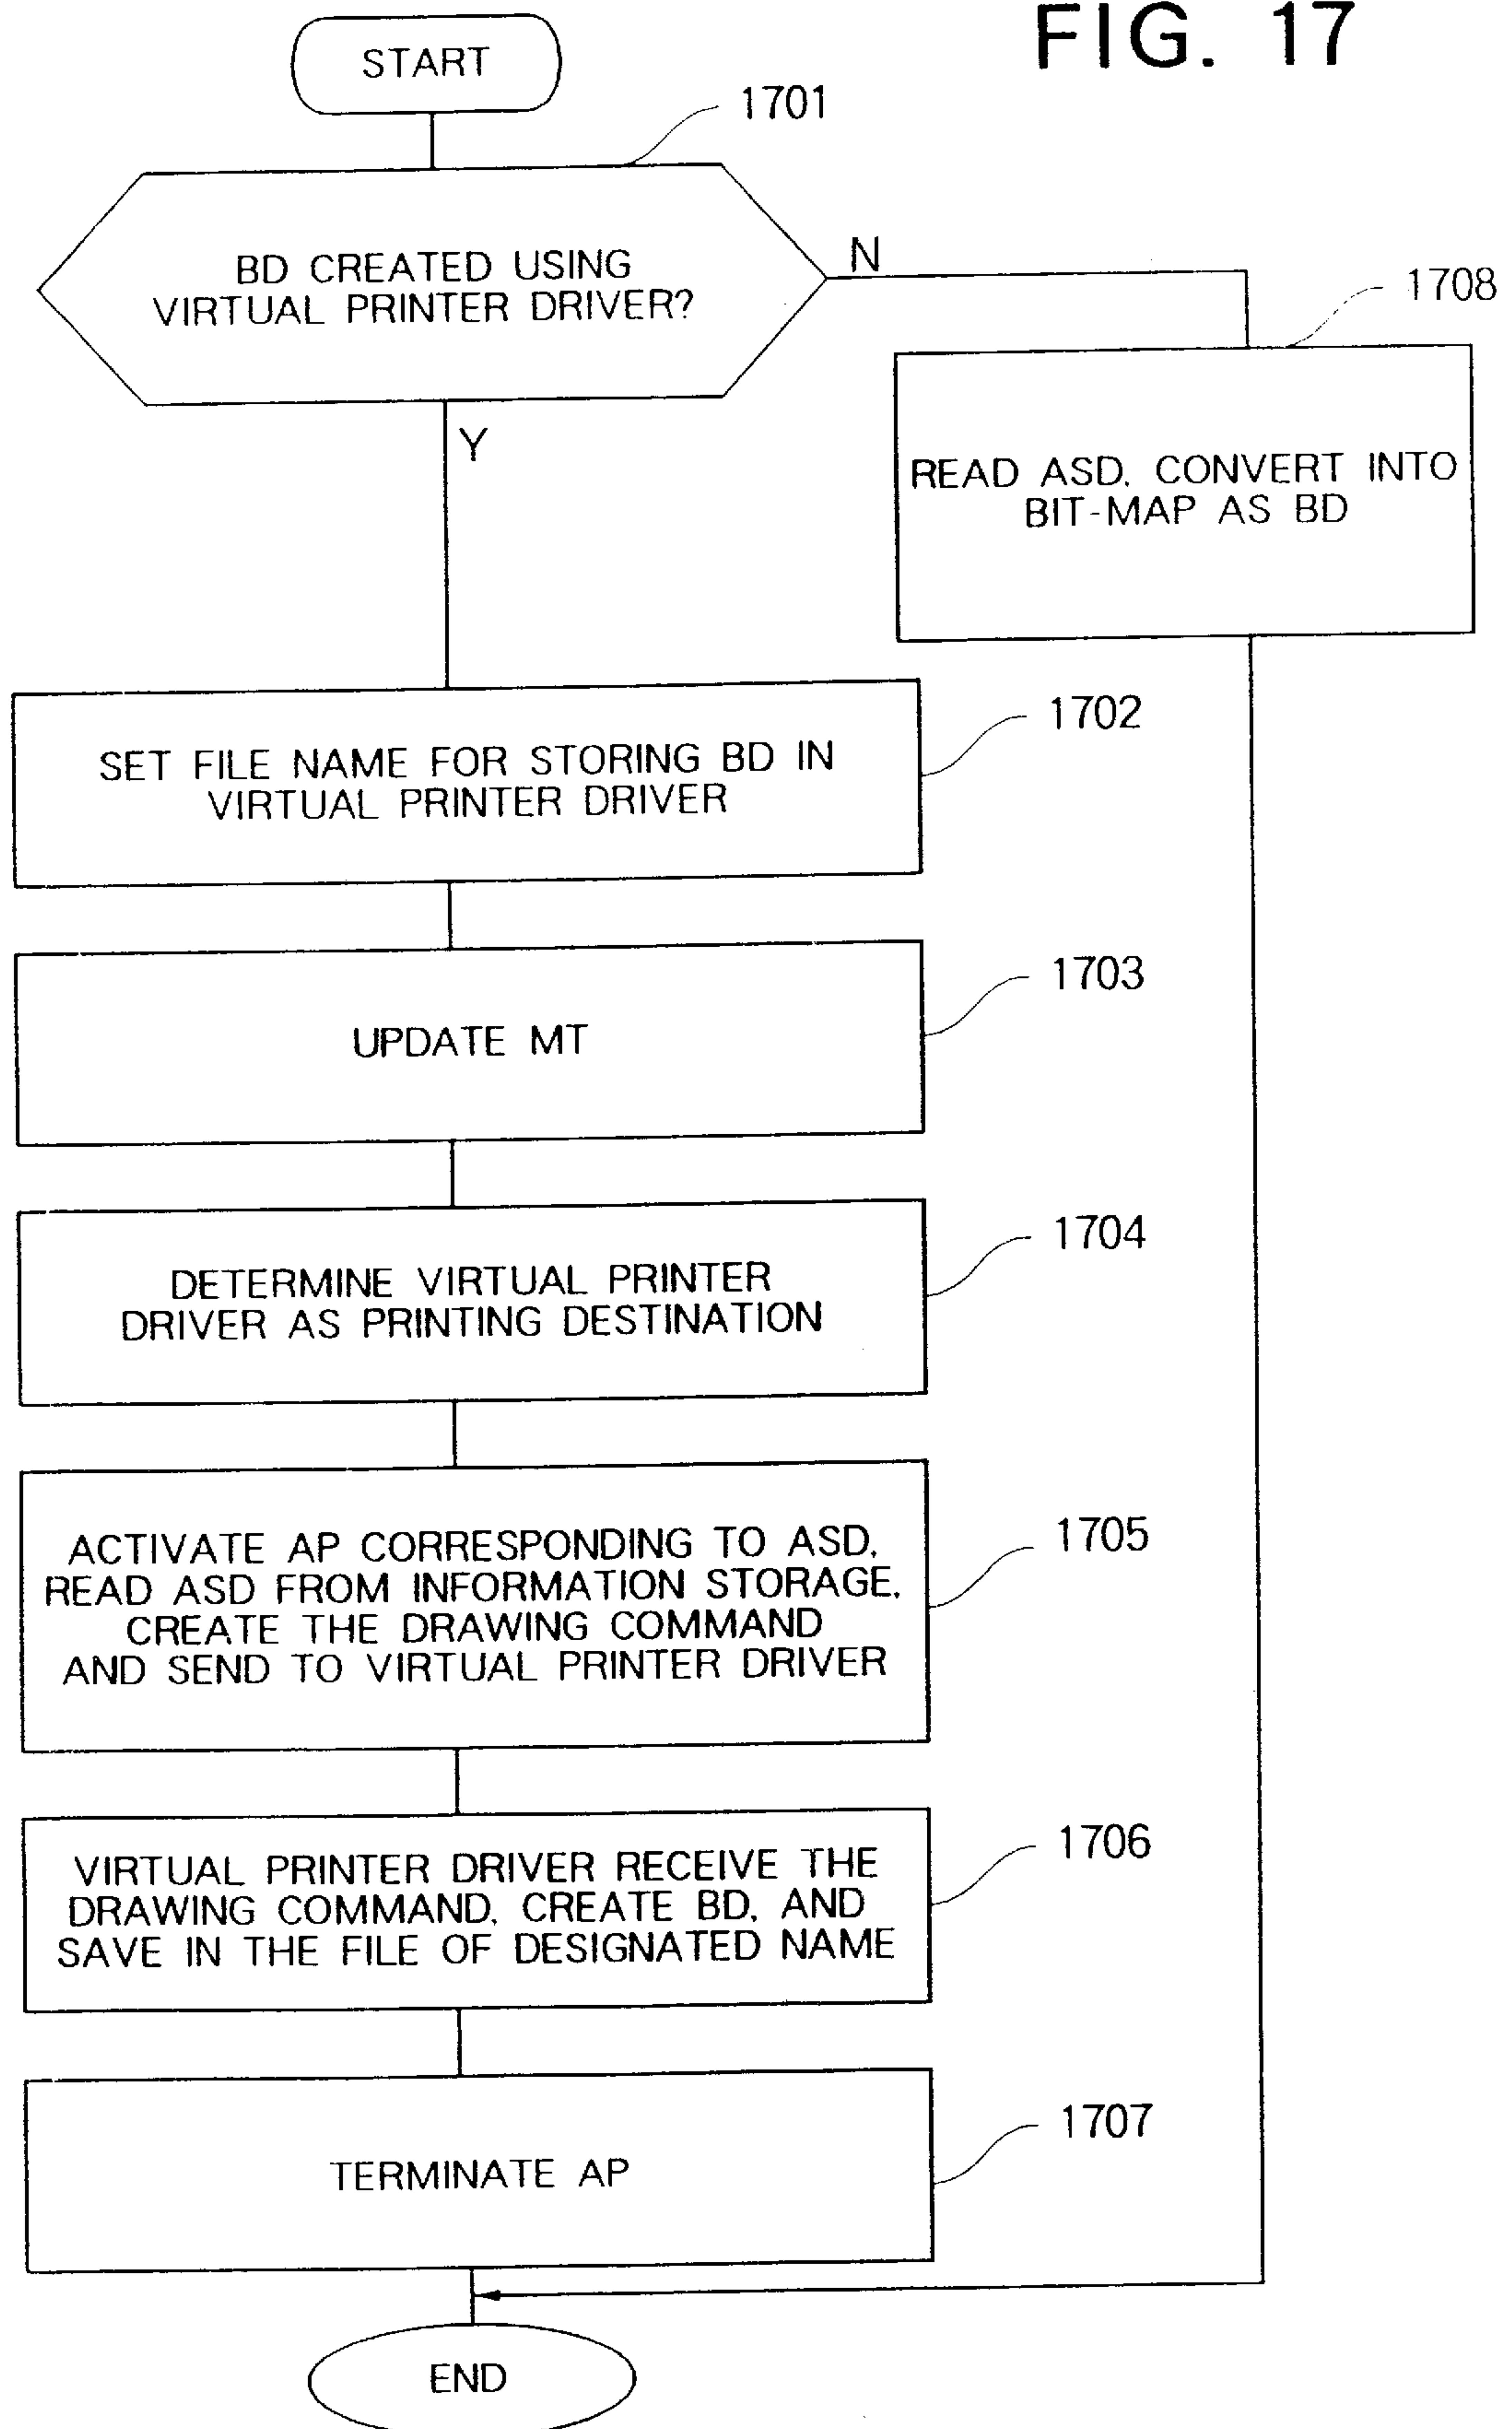 FIG. 17
START
1701
BD CREATED USING
VIRTUAL PRINTER DRIVER?
N
Y
1708
READ ASD, CONVERT INTO
BIT-MAP AS BD
1702
SET FILE NAME FOR STORING BD IN
VIRTUAL PRINTER DRIVER
1703
UPDATE MT
1704
DETERMINE VIRTUAL PRINTER
DRIVER AS PRINTING DESTINATION
1705
ACTIVATE AP CORRESPONDING TO ASD,
READ ASD FROM INFORMATION STORAGE,
CREATE THE DRAWING COMMAND
AND SEND TO VIRTUAL PRINTER DRIVER
1706
VIRTUAL PRINTER DRIVER RECEIVE THE
DRAWING COMMAND, CREATE BD, AND
SAVE IN THE FILE OF DESIGNATED NAME
1707
TERMINATE AP
END